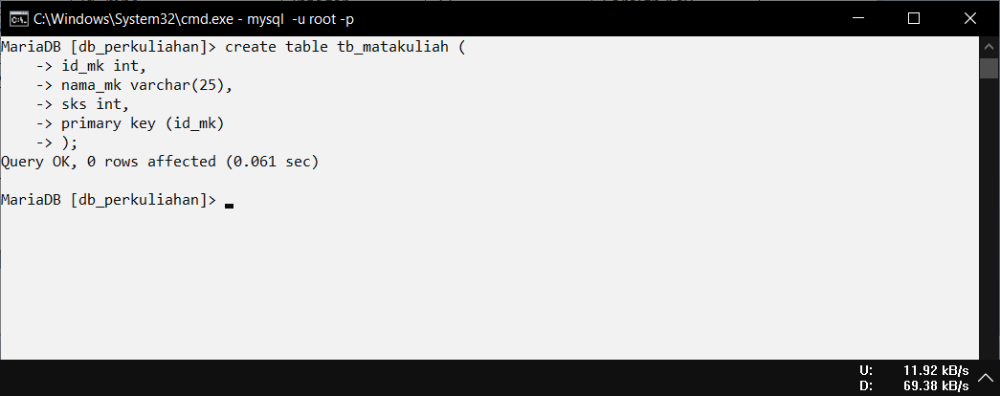 C:\Windows\System32\cmd.exe - mysql  -u root -p
MariaDB [db_perkuliahan]> create table tb_matakuliah (
    -> id_mk int,
    -> nama_mk varchar(25),
    -> sks int,
    -> primary key (id_mk)
    -> );
Query OK, 0 rows affected (0.061 sec)
MariaDB [db_perkuliahan]>
U: 11.92 kB/s
D: 69.38 kB/s